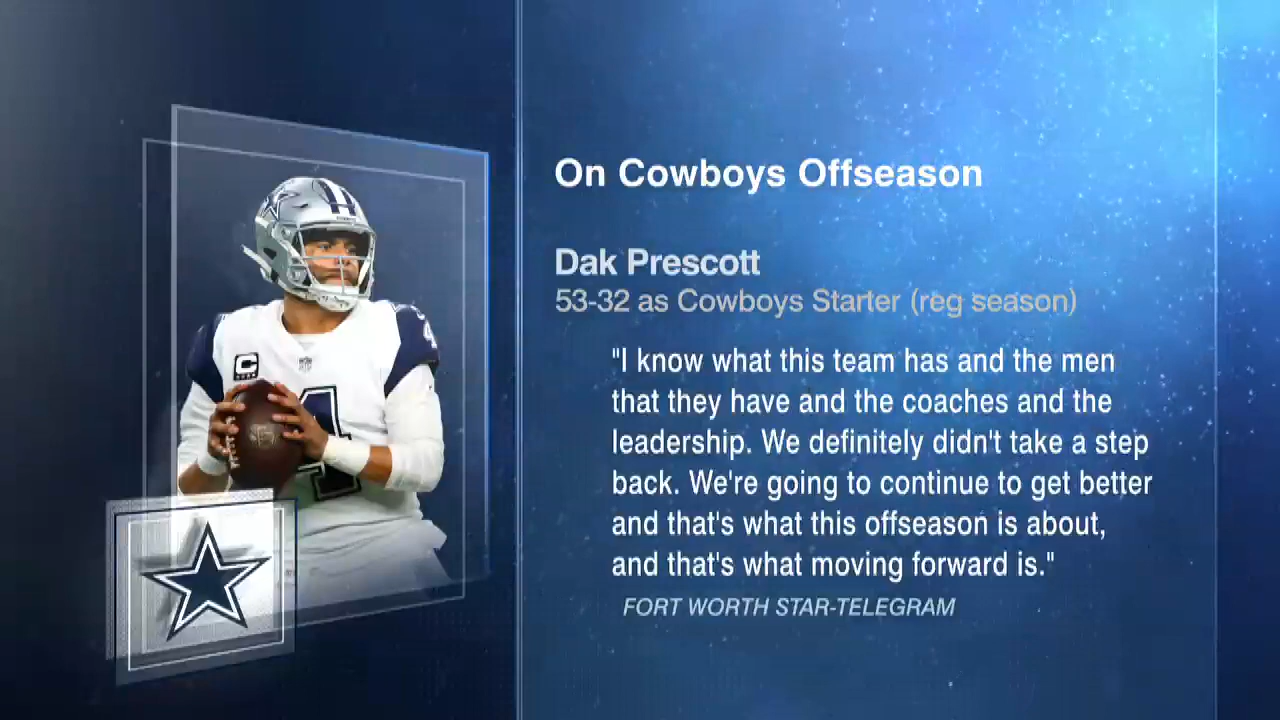 On Cowboys Offseason
Dak Prescott
53-32 as Cowboys Starter (reg season)
"I know what this team has and the men
that they have and the coaches and the
leadership. We definitely didn't take a step
back. We're going to continue to get better
and that's what this offseason is about,
and that's what moving forward is."
FORT WORTH STAR-TELEGRAM
C
4
4